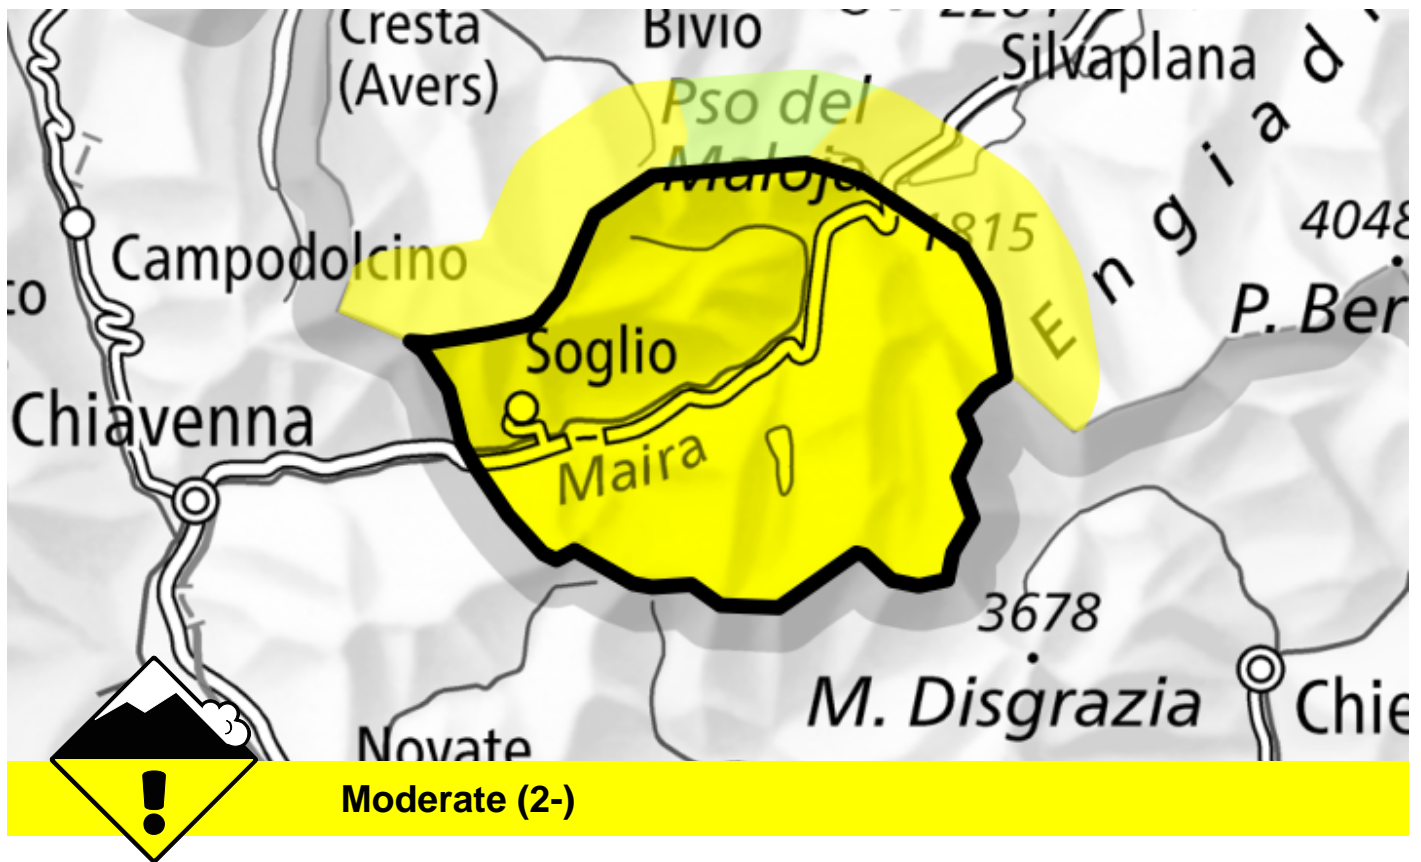 Cresta
(Avers)
Bivio
Silvaplana
Pso del
Maloja
1815
Engiad
4048
P. Ber
Campodolcino
Soglio
Chiavenna
Maira
3678
M. Disgrazia
Chie
Novate
Moderate (2-)